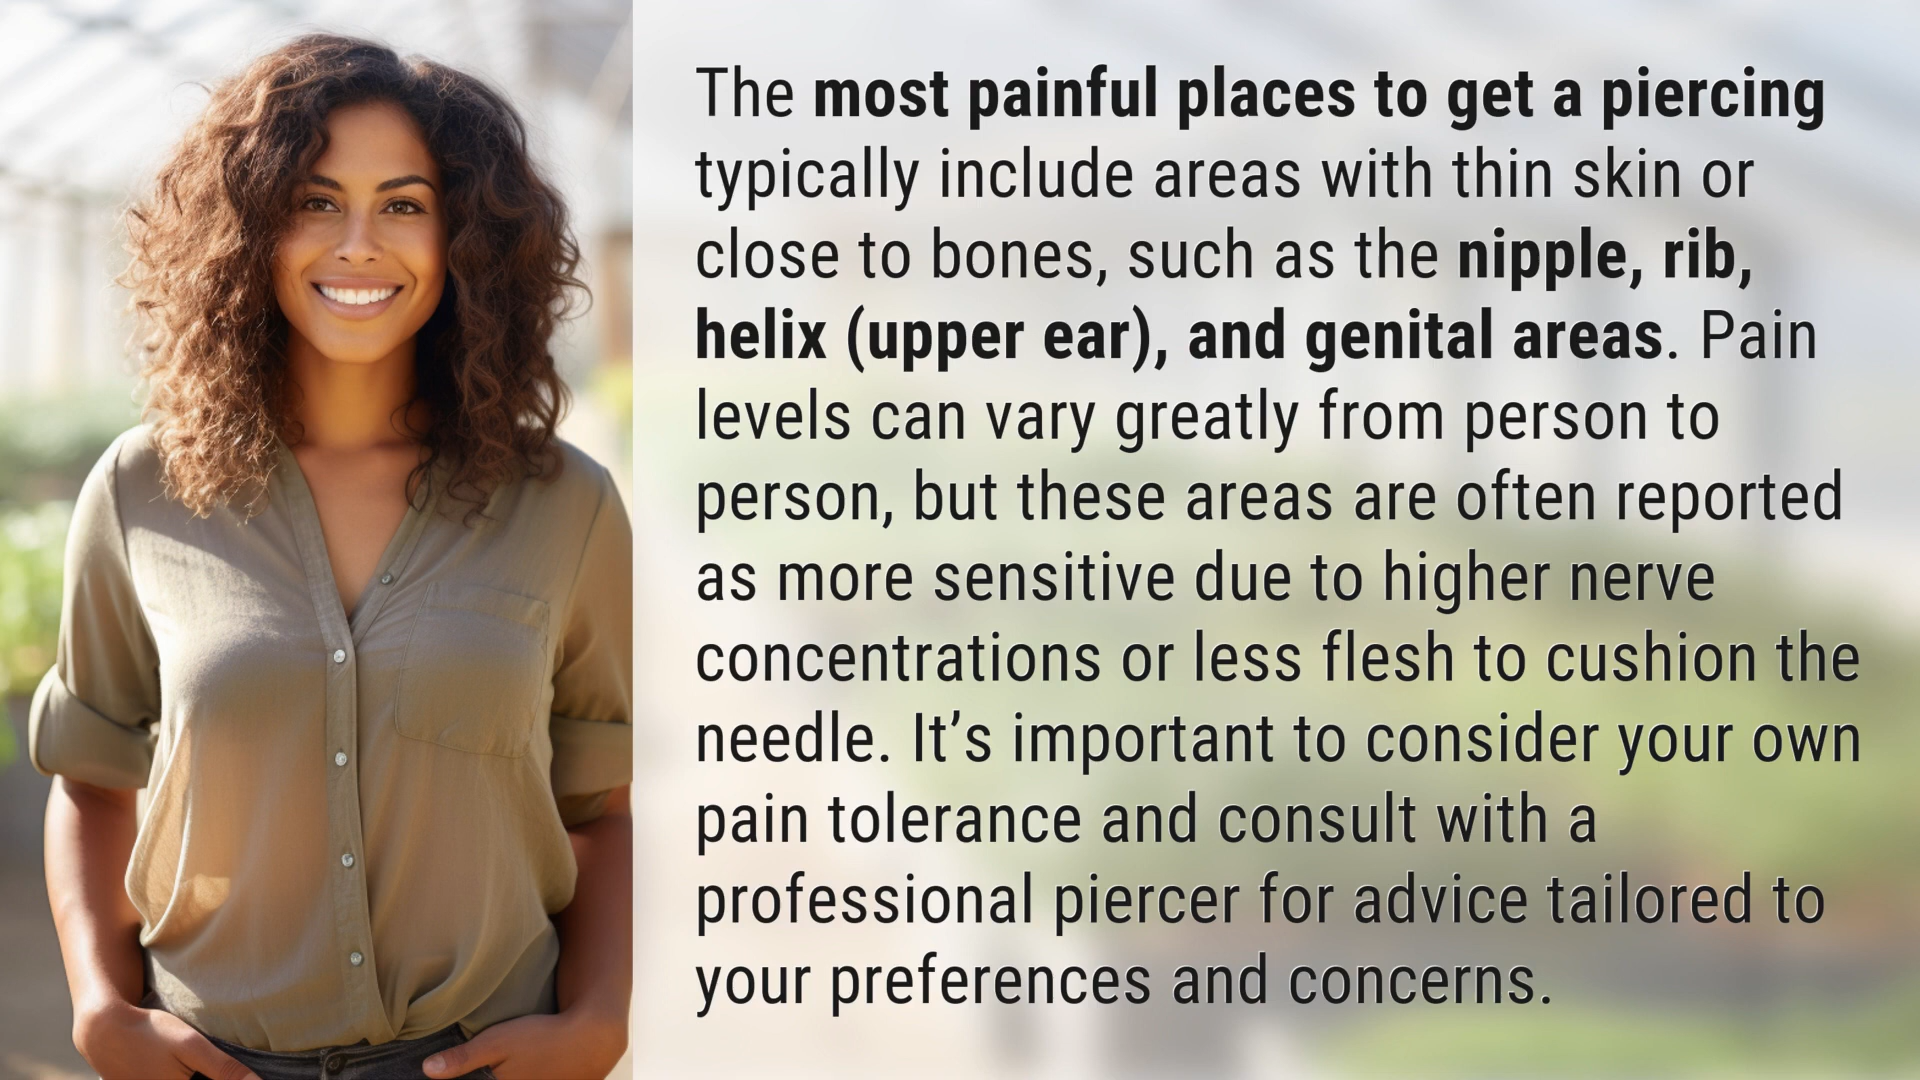 The most painful places to get a piercing
typically include areas with thin skin or
close to bones, such as the nipple, rib,
helix (upper ear), and genital areas. Pain
levels can vary greatly from person to
person, but these areas are often reported
as more sensitive due to higher nerve
concentrations or less flesh to cushion the
needle. It’s important to consider your own
pain tolerance and consult with a
professional piercer for advice tailored to
your preferences and concerns.